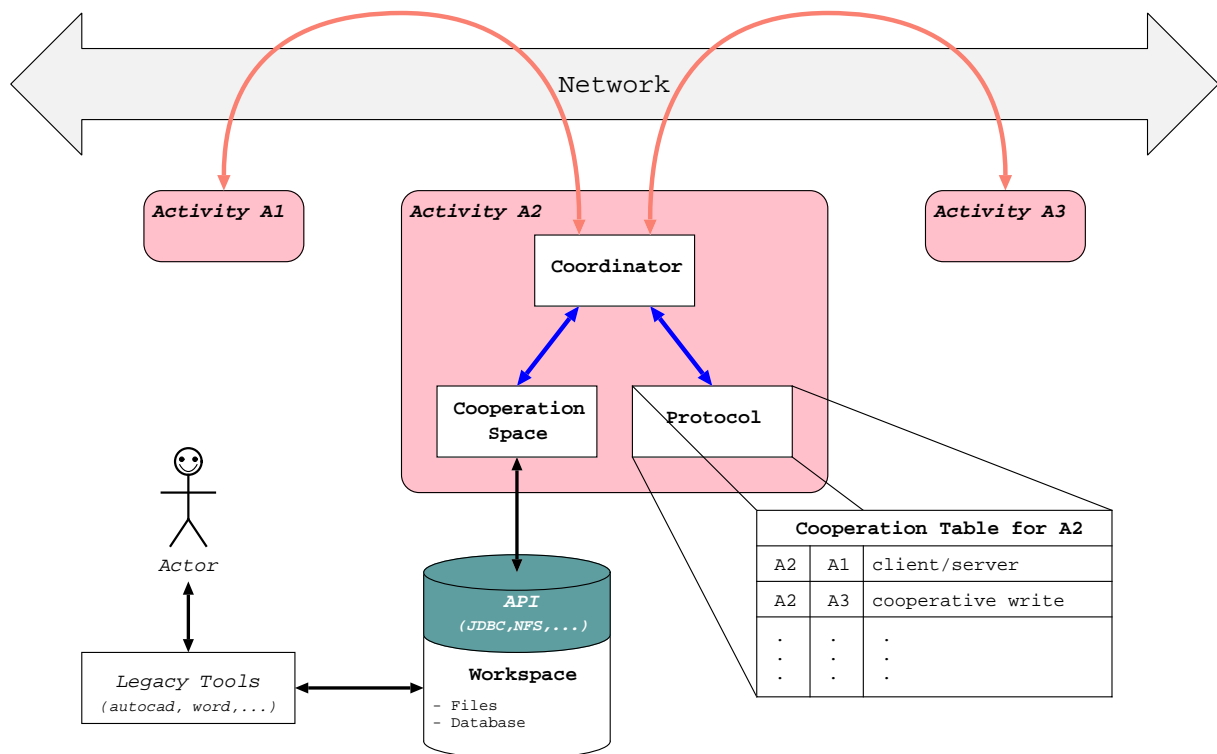 Network
Activity A1
Activity A2
Activity A3
Coordinator
Cooperation
Space
Protocol
Actor
Cooperation Table for A2
A2 A1 client/server
A2 A3 cooperative write
. . .
. . .
. . .
API
(JDBC,NFS,...)
Workspace
- Files
- Database
Legacy Tools
(autocad, word,...)